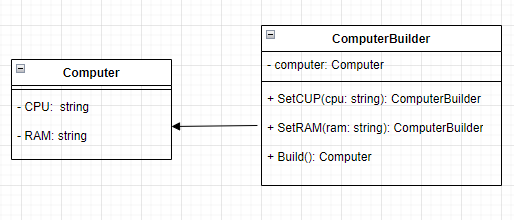 Computer
- CPU: string
- RAM: string
ComputerBuilder
- computer: Computer
+ SetCUP(cpu: string): ComputerBuilder
+ SetRAM(ram: string): ComputerBuilder
+ Build(): Computer